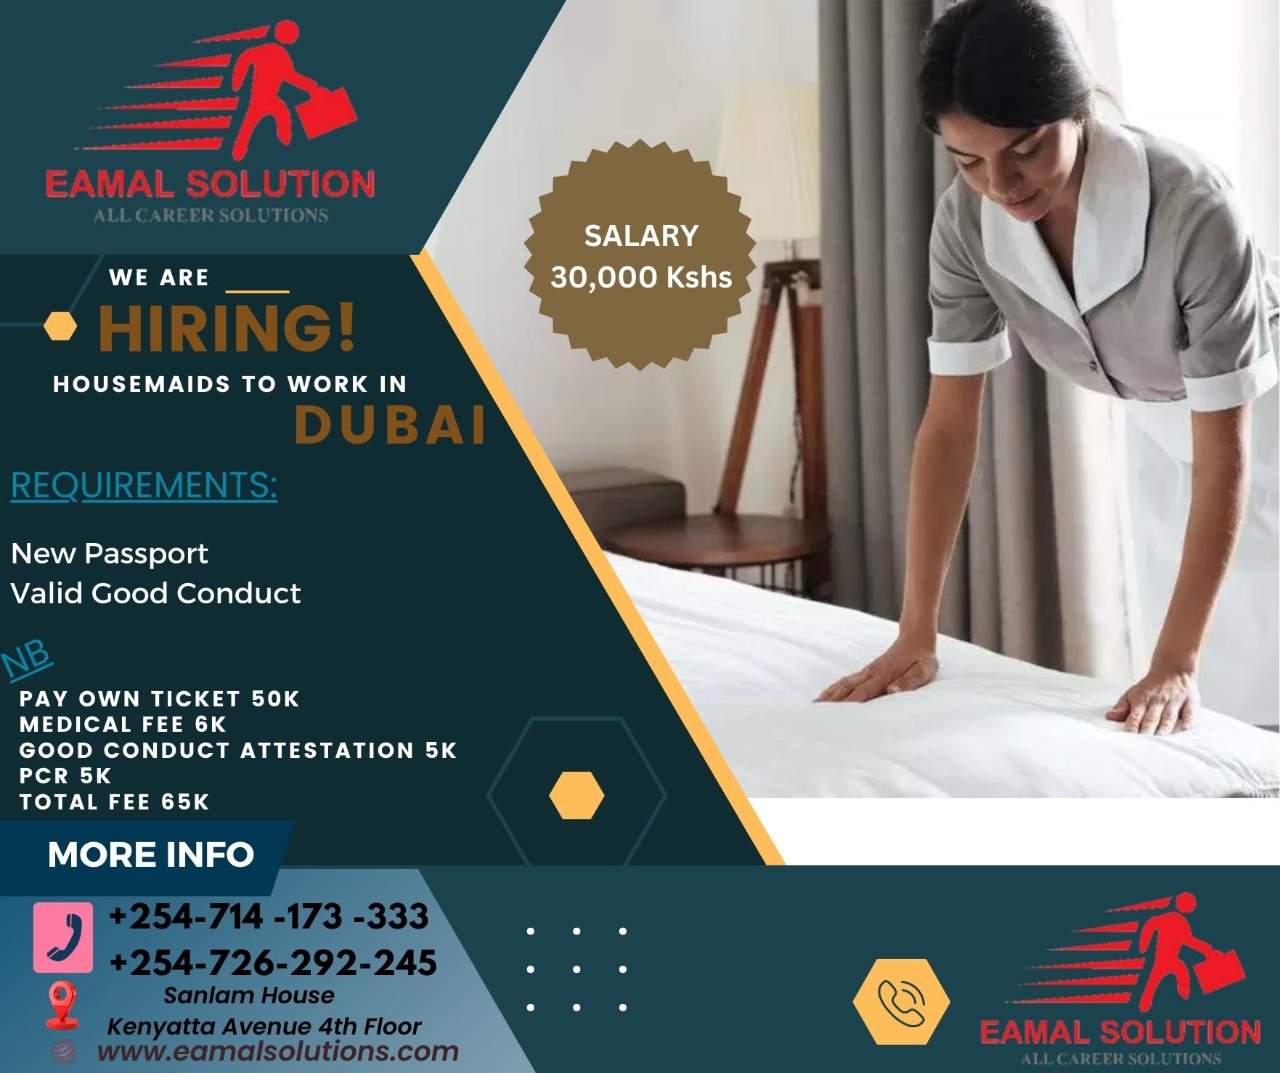 EAMAL SOLUTION
ALL CAREER SOLUTIONS
WE ARE
HIRING!
HOUSEMAIDS TO WORK IN
DUBAI
SALARY
30,000 Kshs
REQUIREMENTS:
New Passport
Valid Good Conduct
NB
PAY OWN TICKET 50K
MEDICAL FEE 6K
GOOD CONDUCT ATTESTATION 5K
PCR 5K
TOTAL FEE 65K
MORE INFO
+254-714 -173 -333
+254-726-292-245
Sanlam House
Kenyatta Avenue 4th Floor
www.eamalsolutions.com
EAMAL SOLUTION
ALL CAREER SOLUTIONS